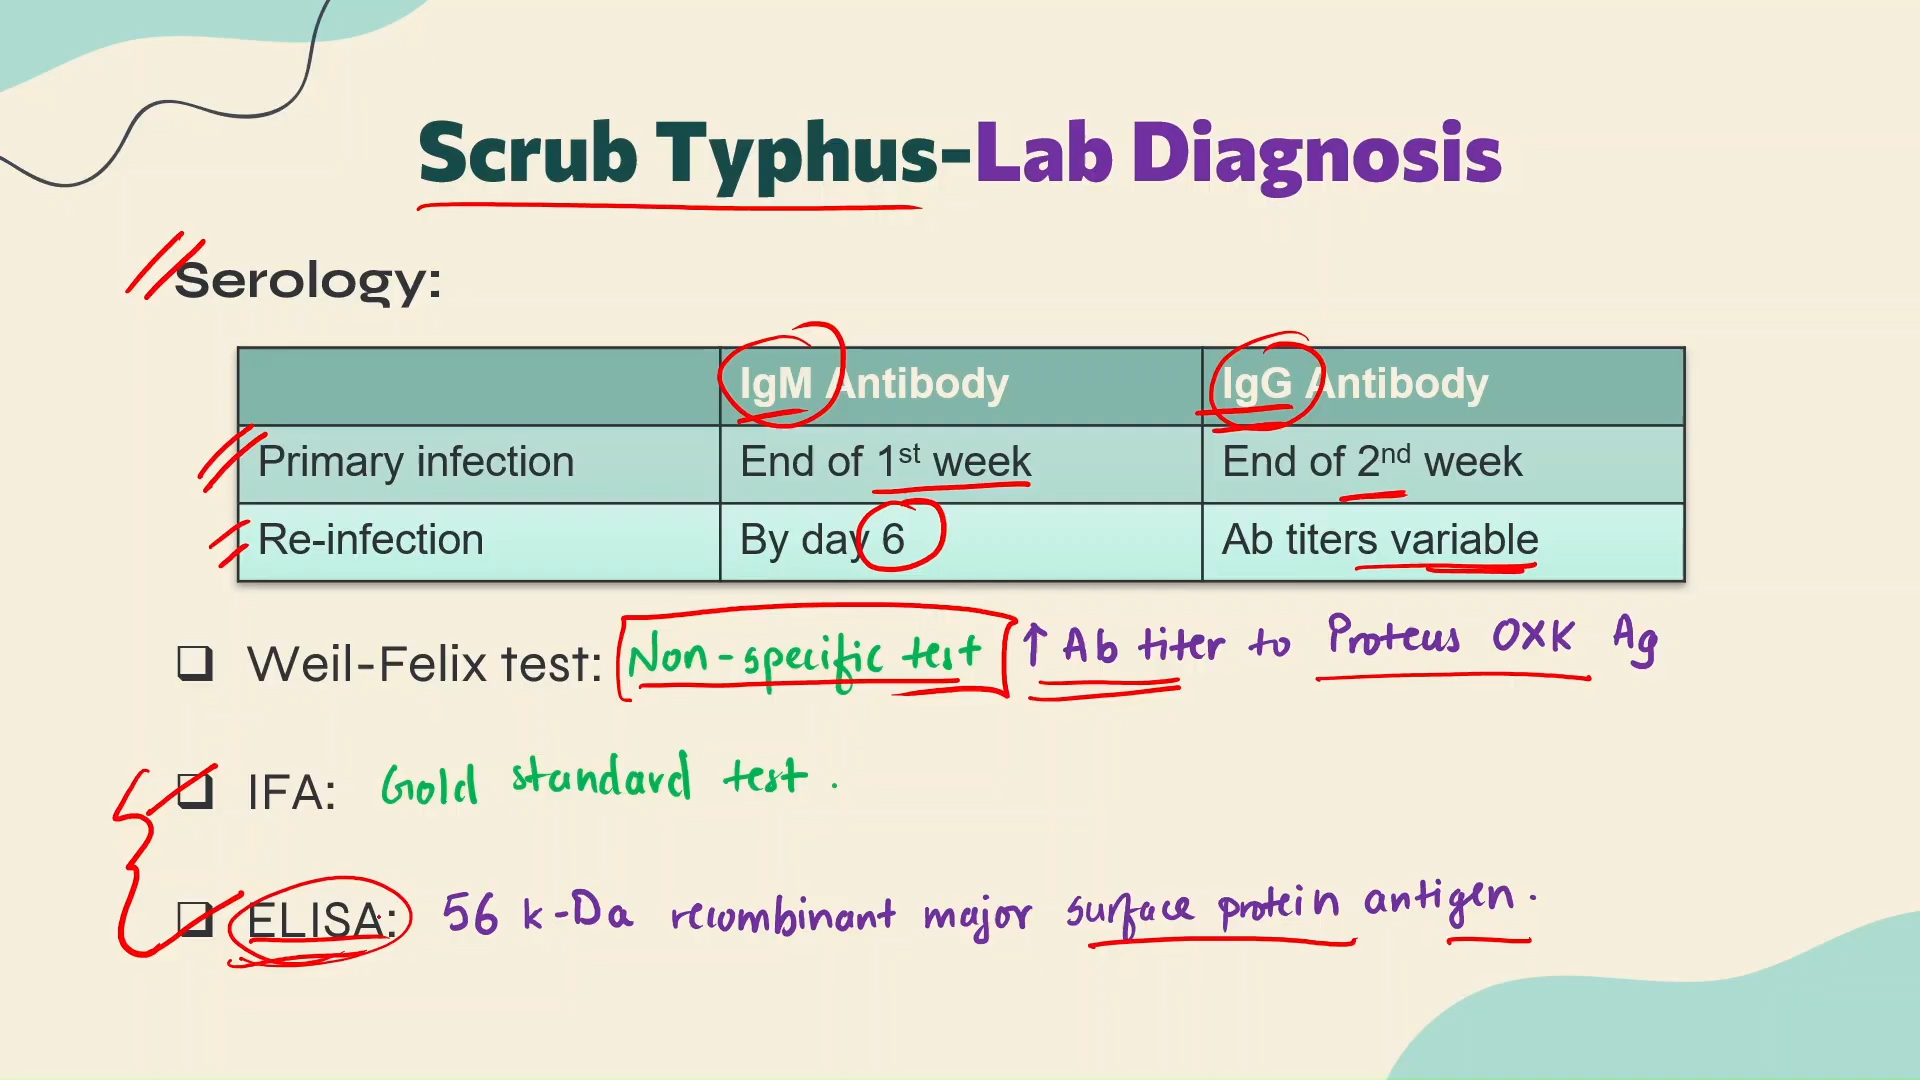 Scrub Typhus-Lab Diagnosis
Serology:
IgM Antibody IgG Antibody
Primary infection End of 1st week End of 2nd week
Re-infection By day 6 Ab titers variable
❑ Weil-Felix test: Non-specific test ↑ Ab titer to Proteus OXK Ag
❑ IFA: Gold standard test.
❑ ELISA: 56 k-Da recombinant major surface protein antigen.